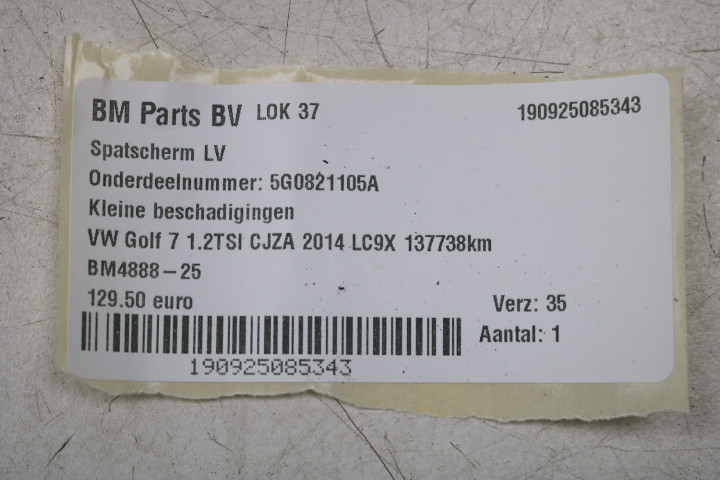 BM Parts BV LOK 37 190925085343
Spatscherm LV
Onderdeelnummer: 5G0821105A
Kleine beschadigingen
VW Golf 7 1.2TSI CJZA 2014 LC9X 137738km
BM4888-25
129.50 euro Verz: 35
Aantal: 1
190925085343